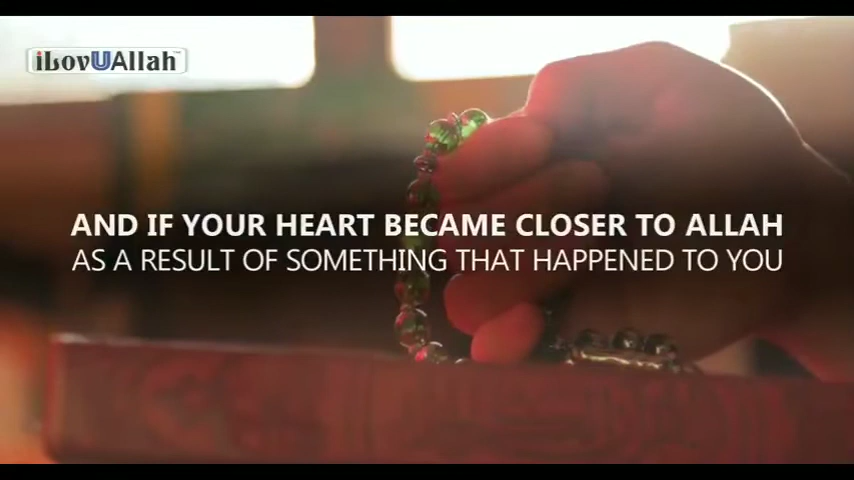 iLovUAllah
AND IF YOUR HEART BECAME CLOSER TO ALLAH
AS A RESULT OF SOMETHING THAT HAPPENED TO YOU